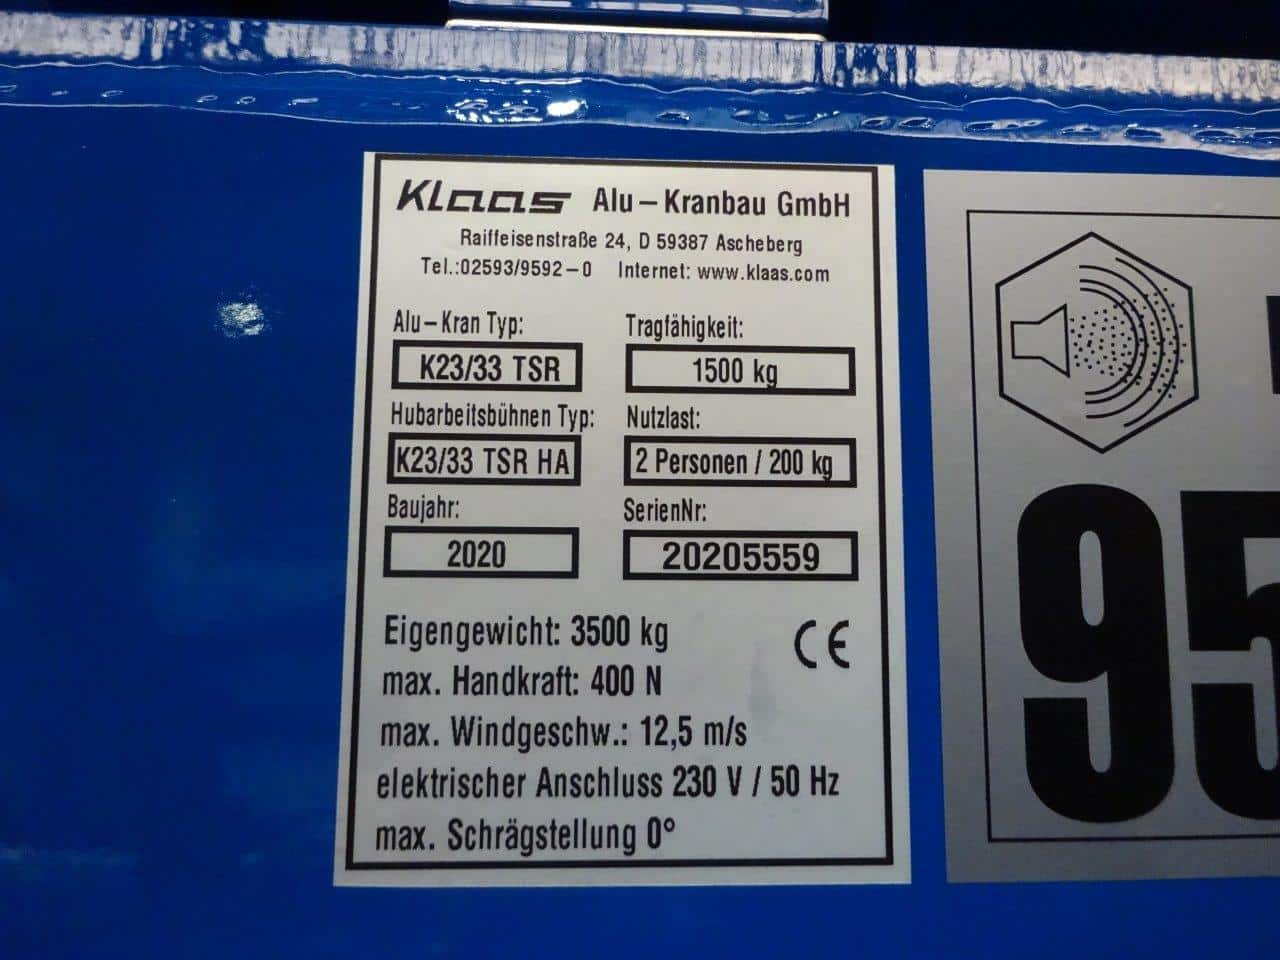 Klaas Alu-Kranbau GmbH
Raiffeisenstraße 24, D 59387 Ascheberg
Tel.:02593/9592-0 Internet: www.klaas.com
Alu-Kran Typ: Tragfähigkeit:
K23/33 TSR 1500 kg
Hubarbeitsbühnen Typ: Nutzlast:
K23/33 TSR HA 2 Personen / 200 kg
Baujahr: SerienNr:
2020 20205559
Eigengewicht: 3500 kg CE
max. Handkraft: 400 N
max. Windgeschw.: 12,5 m/s
elektrischer Anschluss 230 V / 50 Hz
max. Schrägstellung 0°
95